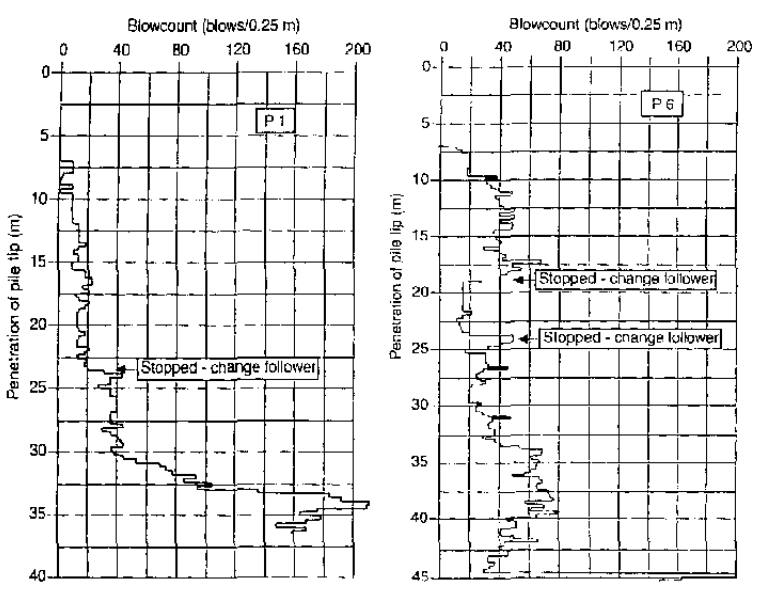 Blowcount (blows/0.25 m)
0 40 80 120 160 200
0
5
10
15
20
25
30
35
40
Penetration of pile tip (m)
P 1
Stopped - change follower
Blowcount (blows/0.25 m)
0 40 80 120 160 200
0
5
10
15
20
25
30
35
40
45
Penetration of pile tip (m)
P 6
Stopped - change follower
Stopped - change follower